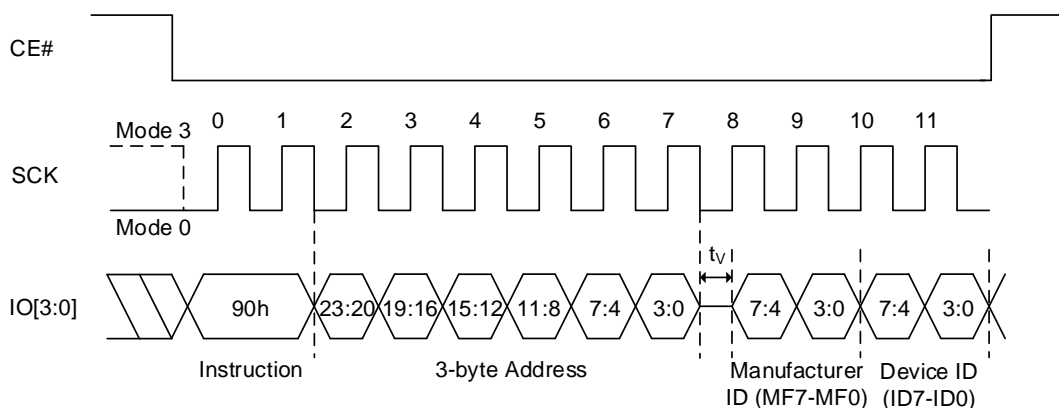 CE#
0 1 2 3 4 5 6 7 8 9 10 11
Mode 3
SCK
Mode 0
tV
IO[3:0] 90h 23:20 19:16 15:12 11:8 7:4 3:0 7:4 3:0 7:4 3:0
Instruction 3-byte Address Manufacturer Device ID
ID (MF7-MF0) (ID7-ID0)